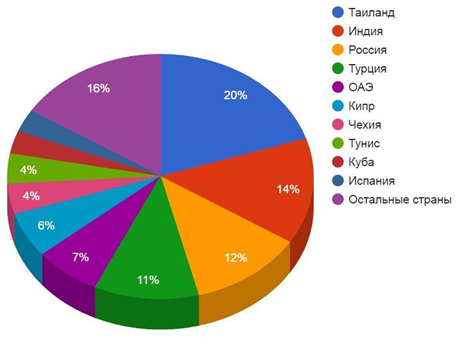 Таиланд
Индия
Россия
Турция
ОАЭ
Кипр
Чехия
Тунис
Куба
Испания
Остальные страны
16%
20%
4%
14%
4%
6%
7%
11%
12%